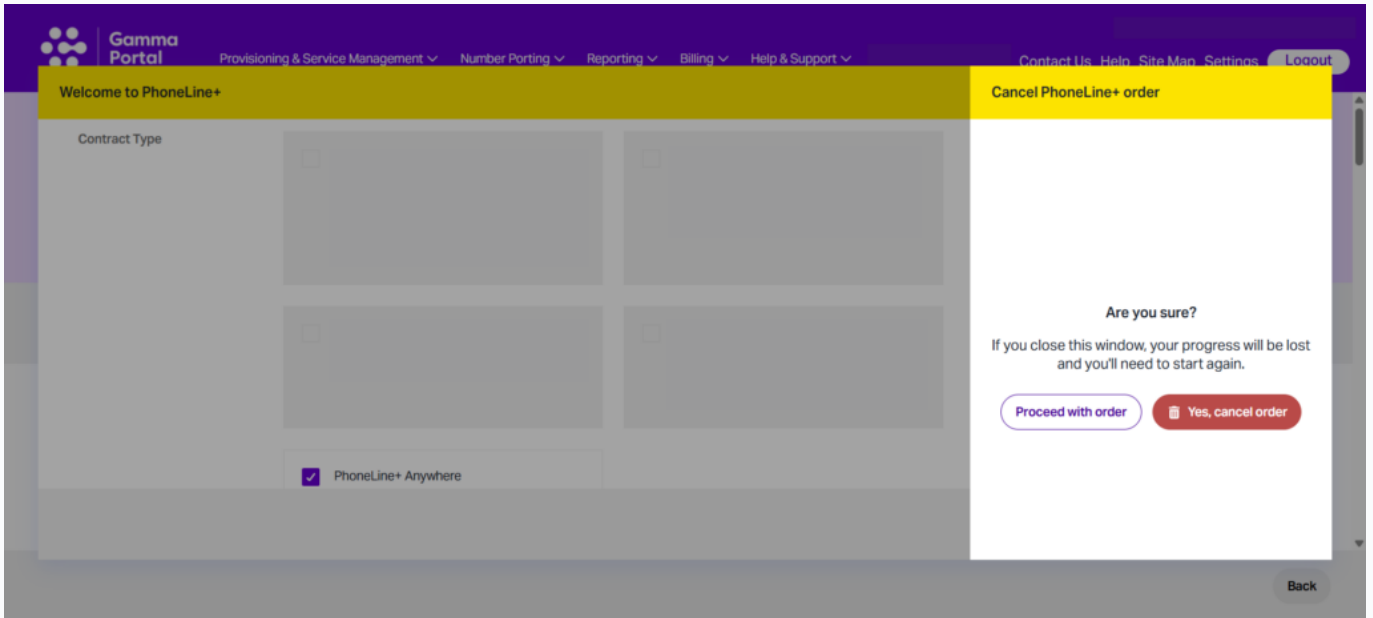 Gamma
Portal
Provisioning & Service Management
Number Porting
Reporting
Billing
Help & Support
Contact Us
Help
Site Map
Settings
Logout
Welcome to PhoneLine+
Cancel PhoneLine+ order
Contract Type
Are you sure?
If you close this window, your progress will be lost
and you'll need to start again.
Proceed with order
Yes, cancel order
PhoneLine+ Anywhere
Back